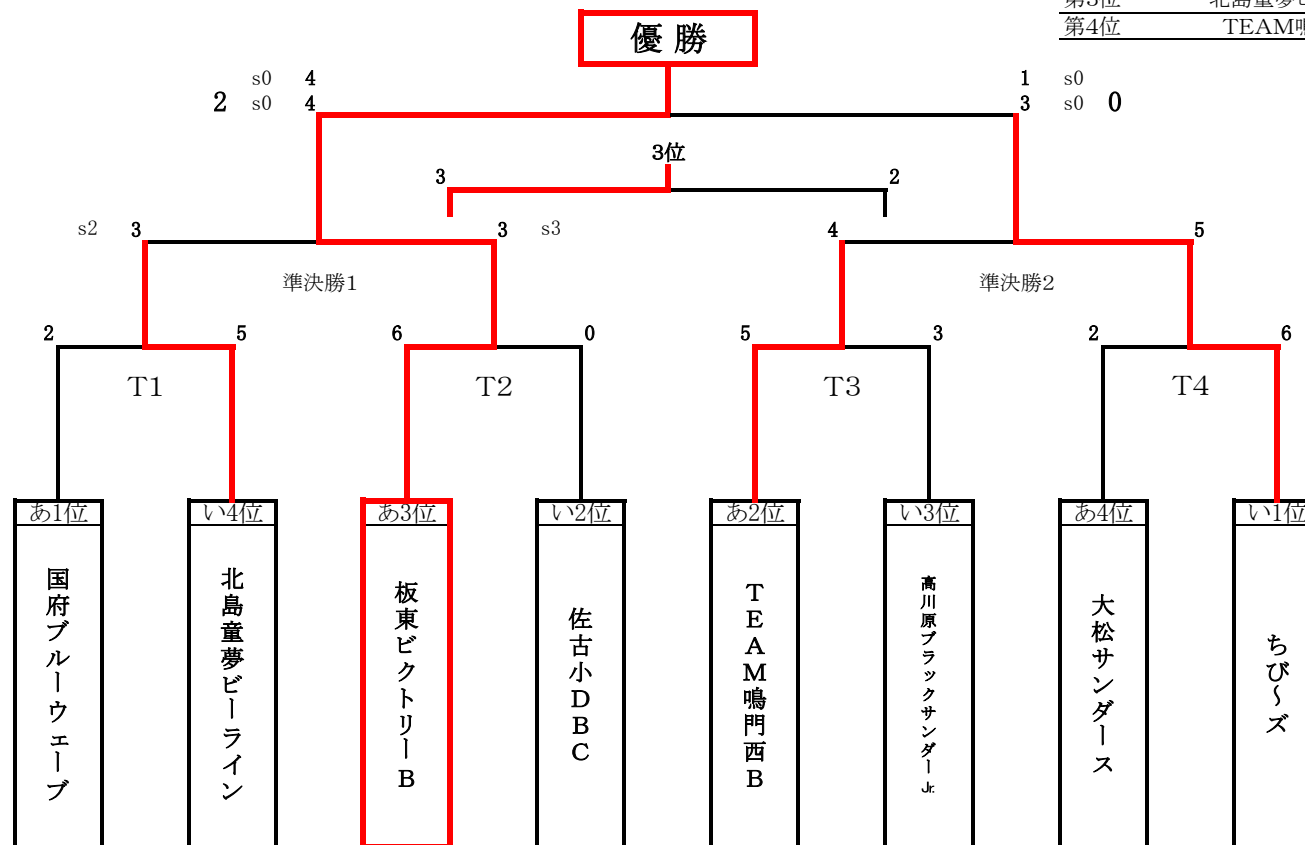 第3位 北島童夢ビ
第4位 TEAM鳴
優 勝
s0 4 1 s0
2 s0 4 3 s0 0
3位
3 2
s2 3 3 s3 4 5
準決勝1 準決勝2
2 5 6 0 5 3 2 6
T1 T2 T3 T4
あ1位 い4位 あ3位 い2位 あ2位 い3位 あ4位 い1位
国府ブルーウェーブ
北島童夢ビーライン
板東ビクトリーB
佐古小DBC
TEAM鳴門西B
高川原ブラックサンダーJr.
大松サンダース
ちび～ズ